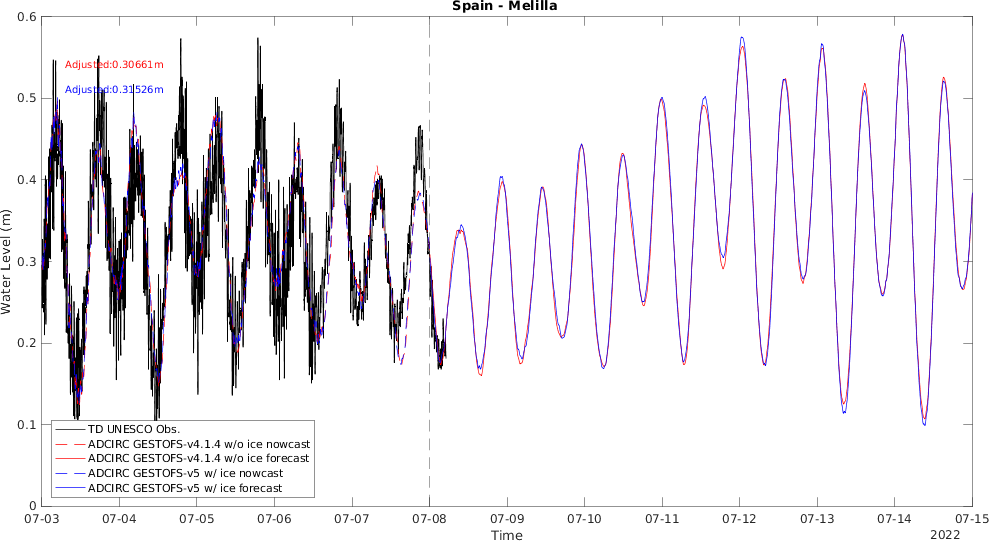 Spain - Melilla
0.6
Adjusted:0.30661m
Adjusted:0.31526m
0.5
0.4
0.3
0.2
0.1
0
Water Level (m)
TD UNESCO Obs.
ADCIRC GESTOFS-v4.1.4 w/o ice nowcast
ADCIRC GESTOFS-v4.1.4 w/o ice forecast
ADCIRC GESTOFS-v5 w/ ice nowcast
ADCIRC GESTOFS-v5 w/ ice forecast
07-03 07-04 07-05 07-06 07-07 07-08 07-09 07-10 07-11 07-12 07-13 07-14 07-15
Time
2022